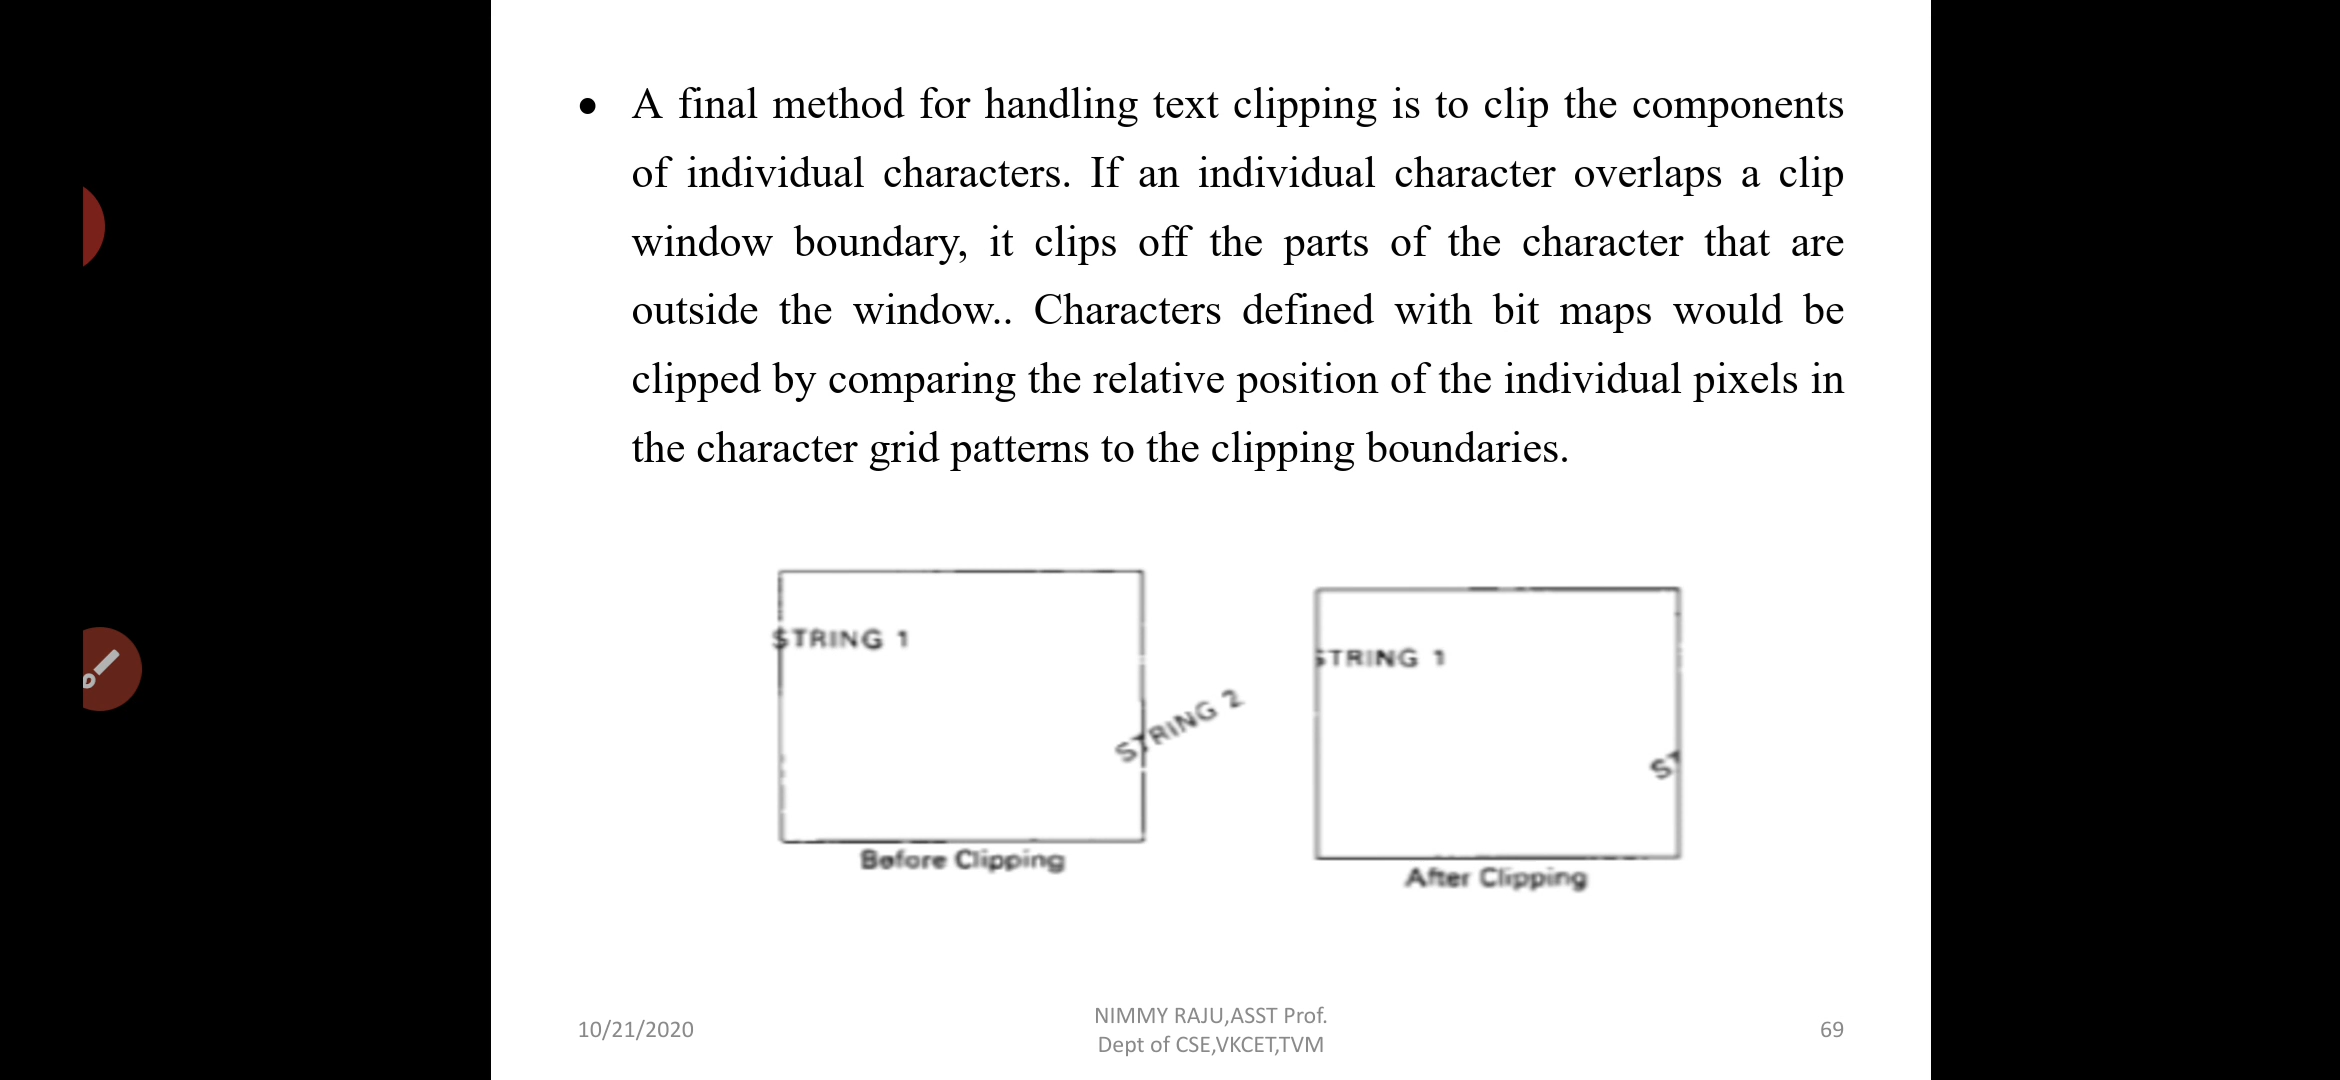 • A final method for handling text clipping is to clip the components
of individual characters. If an individual character overlaps a clip
window boundary, it clips off the parts of the character that are
outside the window.. Characters defined with bit maps would be
clipped by comparing the relative position of the individual pixels in
the character grid patterns to the clipping boundaries.
STRING 1
STRING 2
Before Clipping
STRING 1
ST
After Clipping
10/21/2020
NIMMY RAJU,ASST Prof.
Dept of CSE,VKCET,TVM
69